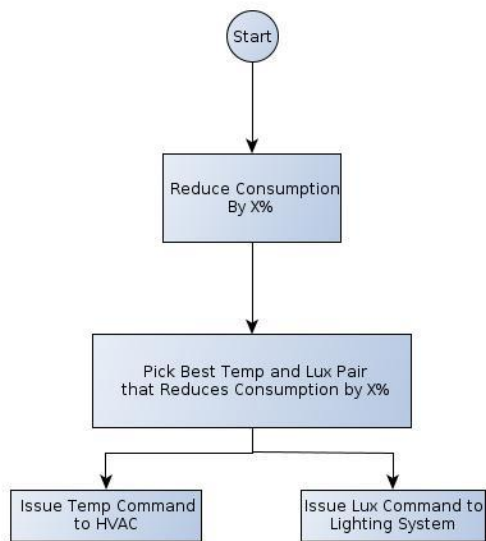 Start
Reduce Consumption
By X%
Pick Best Temp and Lux Pair
that Reduces Consumption by X%
Issue Temp Command
to HVAC
Issue Lux Command to
Lighting System